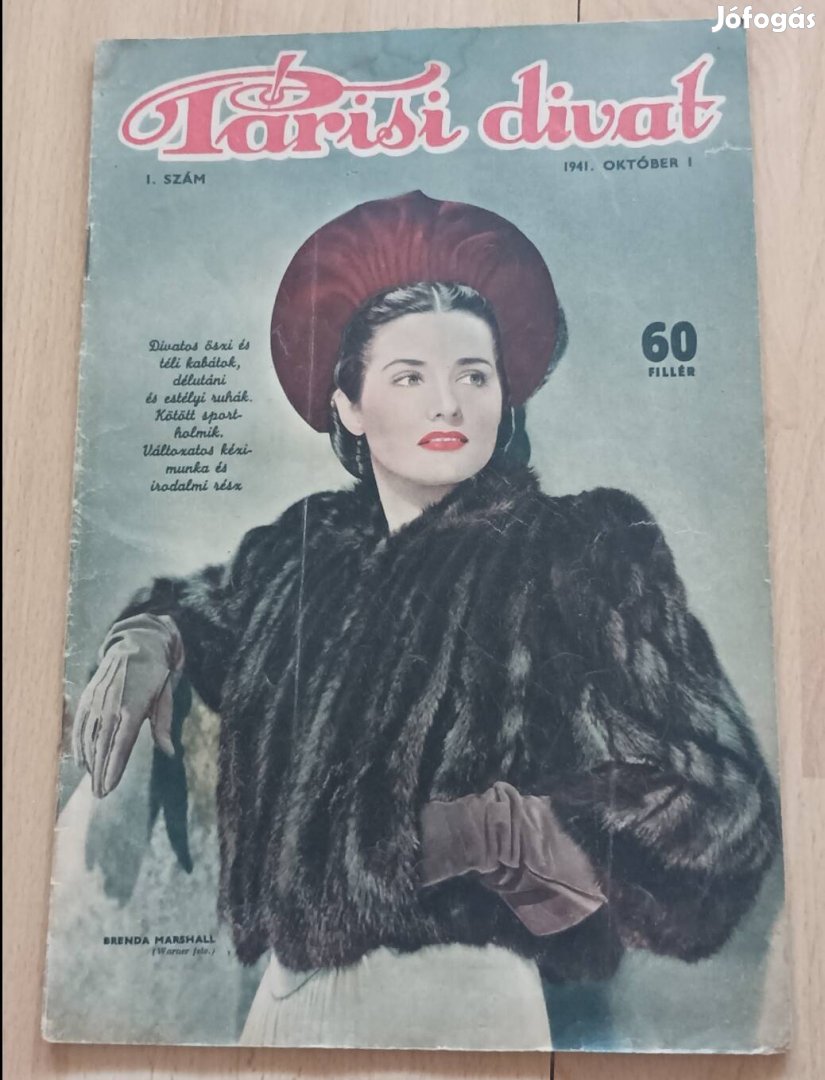 Jófogás
Párisi divat
1. SZÁM
1941. OKTÓBER 1
Divatos őszi és
téli kabátok,
délutáni
és estélyi ruhák.
Kötött sport-
holmik.
Változatos kézi-
munka és
irodalmi rész
60
FILLÉR
BRENDA MARSHALL
(Warner foto.)